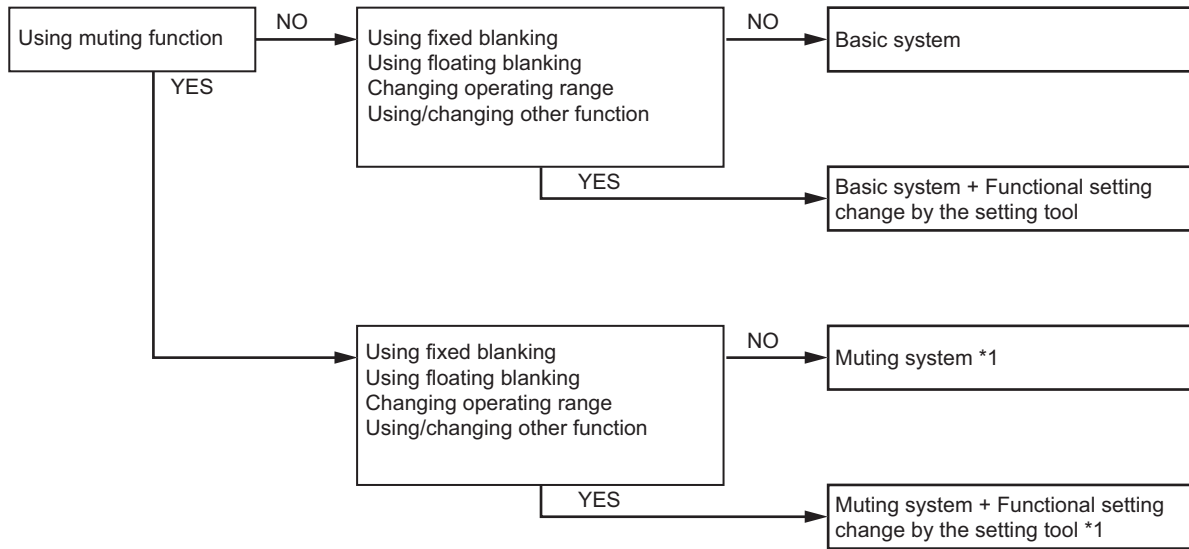 Using muting function
NO
YES
Using fixed blanking
Using floating blanking
Changing operating range
Using/changing other function
NO
Basic system
YES
Basic system + Functional setting
change by the setting tool
Using fixed blanking
Using floating blanking
Changing operating range
Using/changing other function
NO
Muting system *1
YES
Muting system + Functional setting
change by the setting tool *1